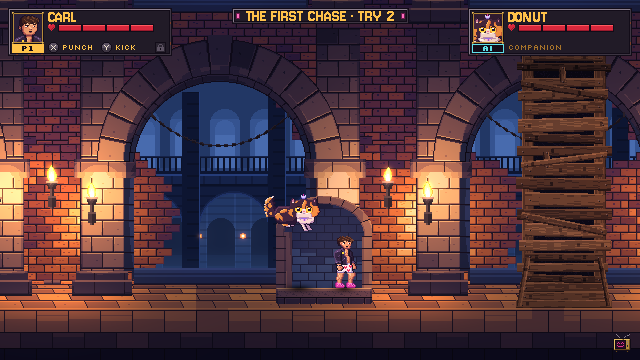 CARL
THE FIRST CHASE · TRY 2
DONUT
P1
X PUNCH Y KICK
AI
COMPANION